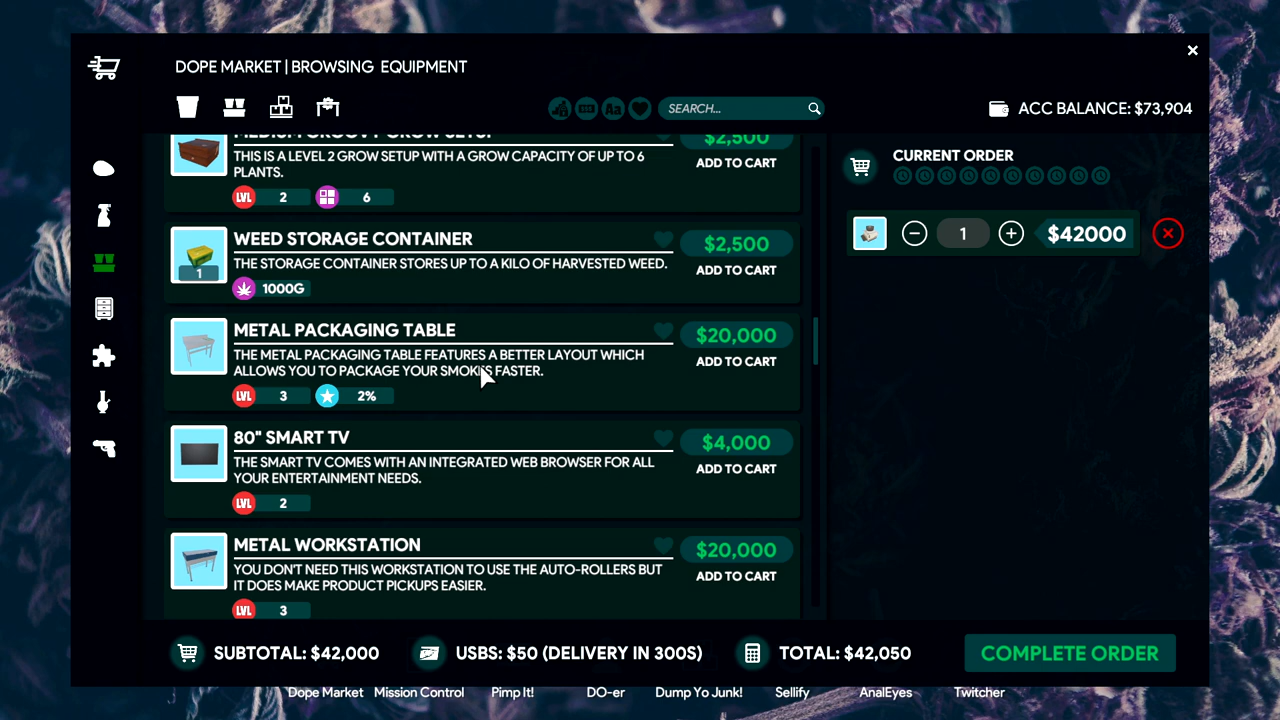 DOPE MARKET | BROWSING EQUIPMENT
Aa
SEARCH...
ACC BALANCE: $73,904
MEDIUM GROOVY GROW SETUP
$2,500
THIS IS A LEVEL 2 GROW SETUP WITH A GROW CAPACITY OF UP TO 6
PLANTS.
ADD TO CART
LVL 2 6
WEED STORAGE CONTAINER
$2,500
THE STORAGE CONTAINER STORES UP TO A KILO OF HARVESTED WEED.
ADD TO CART
1
1000G
METAL PACKAGING TABLE
$20,000
THE METAL PACKAGING TABLE FEATURES A BETTER LAYOUT WHICH
ALLOWS YOU TO PACKAGE YOUR SMOKIES FASTER.
ADD TO CART
LVL 3 2%
80" SMART TV
$4,000
THE SMART TV COMES WITH AN INTEGRATED WEB BROWSER FOR ALL
YOUR ENTERTAINMENT NEEDS.
ADD TO CART
LVL 2
METAL WORKSTATION
$20,000
YOU DON'T NEED THIS WORKSTATION TO USE THE AUTO-ROLLERS BUT
IT DOES MAKE PRODUCT PICKUPS EASIER.
ADD TO CART
LVL 3
CURRENT ORDER
1 $42000
SUBTOTAL: $42,000
USBS: $50 (DELIVERY IN 300S)
TOTAL: $42,050
COMPLETE ORDER
Dope Market Mission Control Pimp It! DO-er Dump Yo Junk! Sellify AnalEyes Twitcher